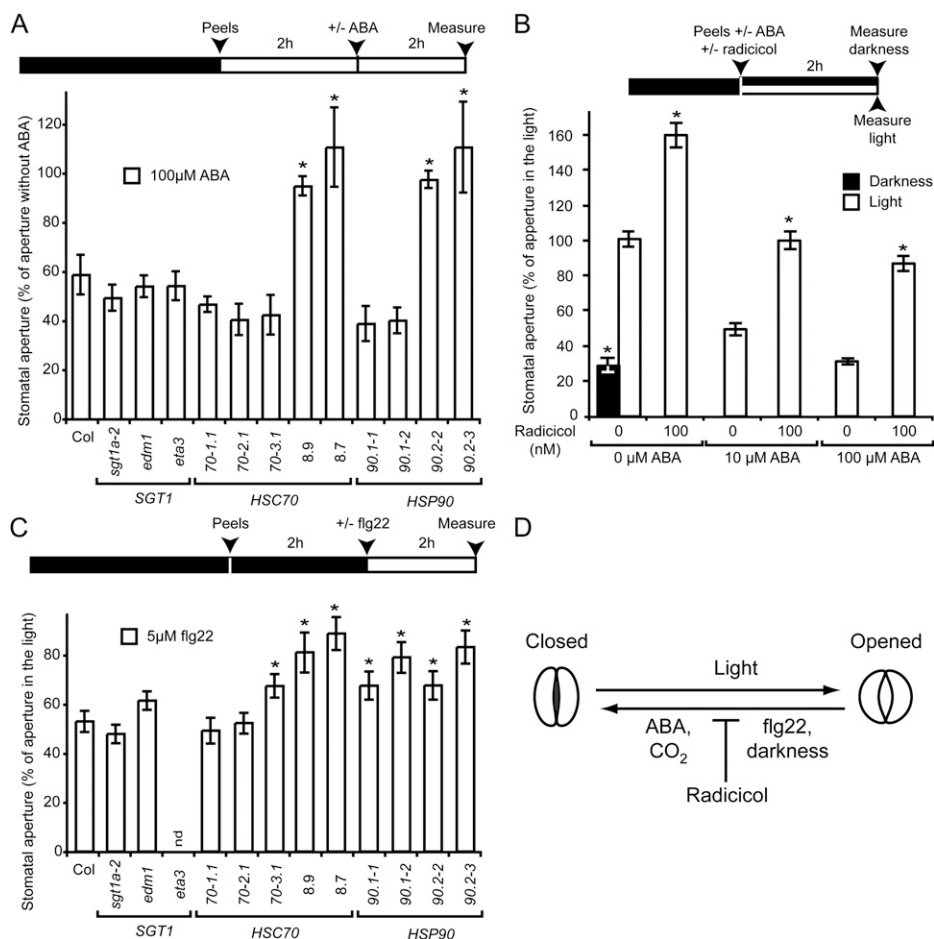 A
Peels
+/- ABA
Measure
2h
2h
Stomatal aperture (% of aperture without ABA)
120
100
80
60
40
20
0
100µM ABA
* * * *
Col
sgt1a-2
edm1
eta3
70-1.1
70-2.1
70-3.1
8.9
8.7
90.1-1
90.1-2
90.2-2
90.2-3
SGT1
HSC70
HSP90
B
Peels +/- ABA
+/- radicicol
Measure
darkness
2h
Measure
light
Stomatal aperture (% of apperture in the light)
160
140
120
100
80
60
40
20
0
Darkness
Light
* * * *
Radicicol
(nM)
0 100 0 100 0 100
0 µM ABA
10 µM ABA
100 µM ABA
C
Peels
+/- flg22
Measure
2h
2h
Stomatal aperture (% of aperture in the light)
80
60
40
20
0
5µM flg22
* * * * * * *
nd
Col
sgt1a-2
edm1
eta3
70-1.1
70-2.1
70-3.1
8.9
8.7
90.1-1
90.1-2
90.2-2
90.2-3
SGT1
HSC70
HSP90
D
Closed
Opened
Light
ABA,
CO2
flg22,
darkness
Radicicol